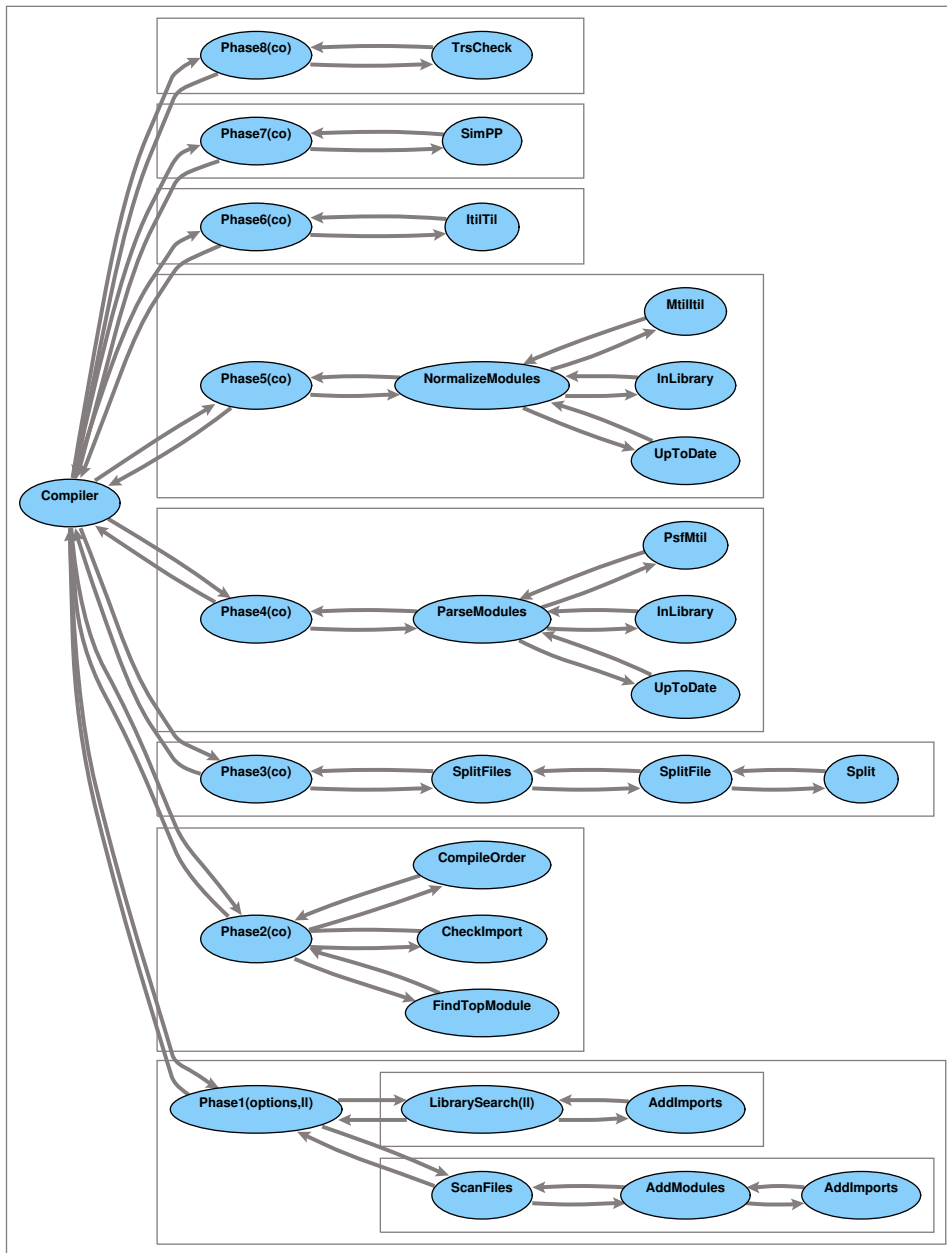 Phase8(co)
TrsCheck
Phase7(co)
SimPP
Phase6(co)
ItilTil
MtilItil
Phase5(co)
NormalizeModules
InLibrary
UpToDate
Compiler
PsfMtil
Phase4(co)
ParseModules
InLibrary
UpToDate
Phase3(co)
SplitFiles
SplitFile
Split
CompileOrder
Phase2(co)
CheckImport
FindTopModule
Phase1(options,ll)
LibrarySearch(ll)
AddImports
ScanFiles
AddModules
AddImports